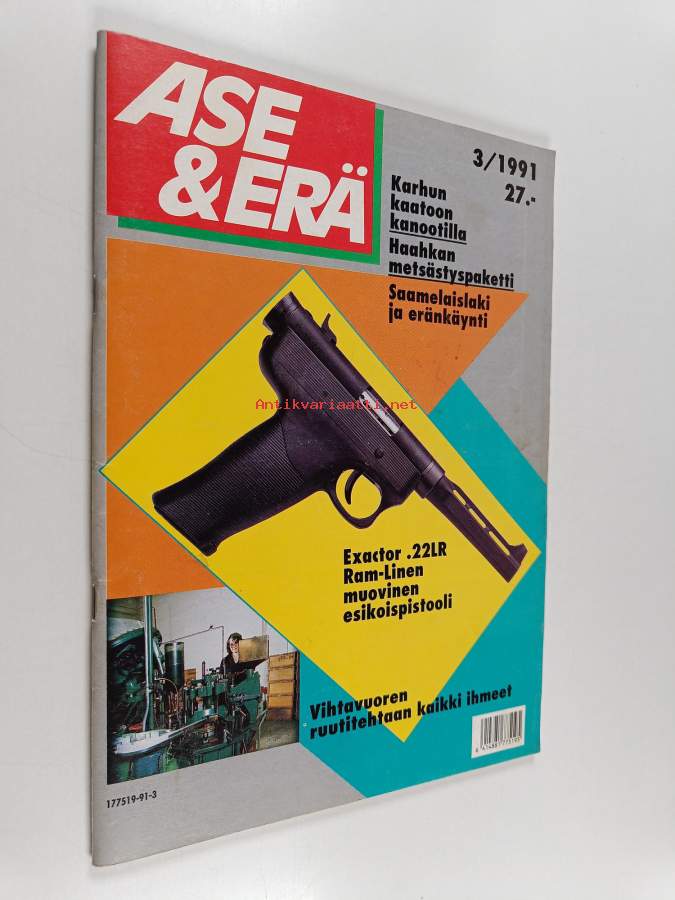 ASE
&ERÄ
3/1991
27.-
Karhun
kaatoon
kanootilla
Haahkan
metsästyspaketti
Saamelaislaki
ja eränkäynti
Antikvariaatti.net
Exactor .22LR
Ram-Linen
muovinen
esikoispistooli
Vihtavuoren
ruutitehtaan kaikki ihmeet
177519-91-3